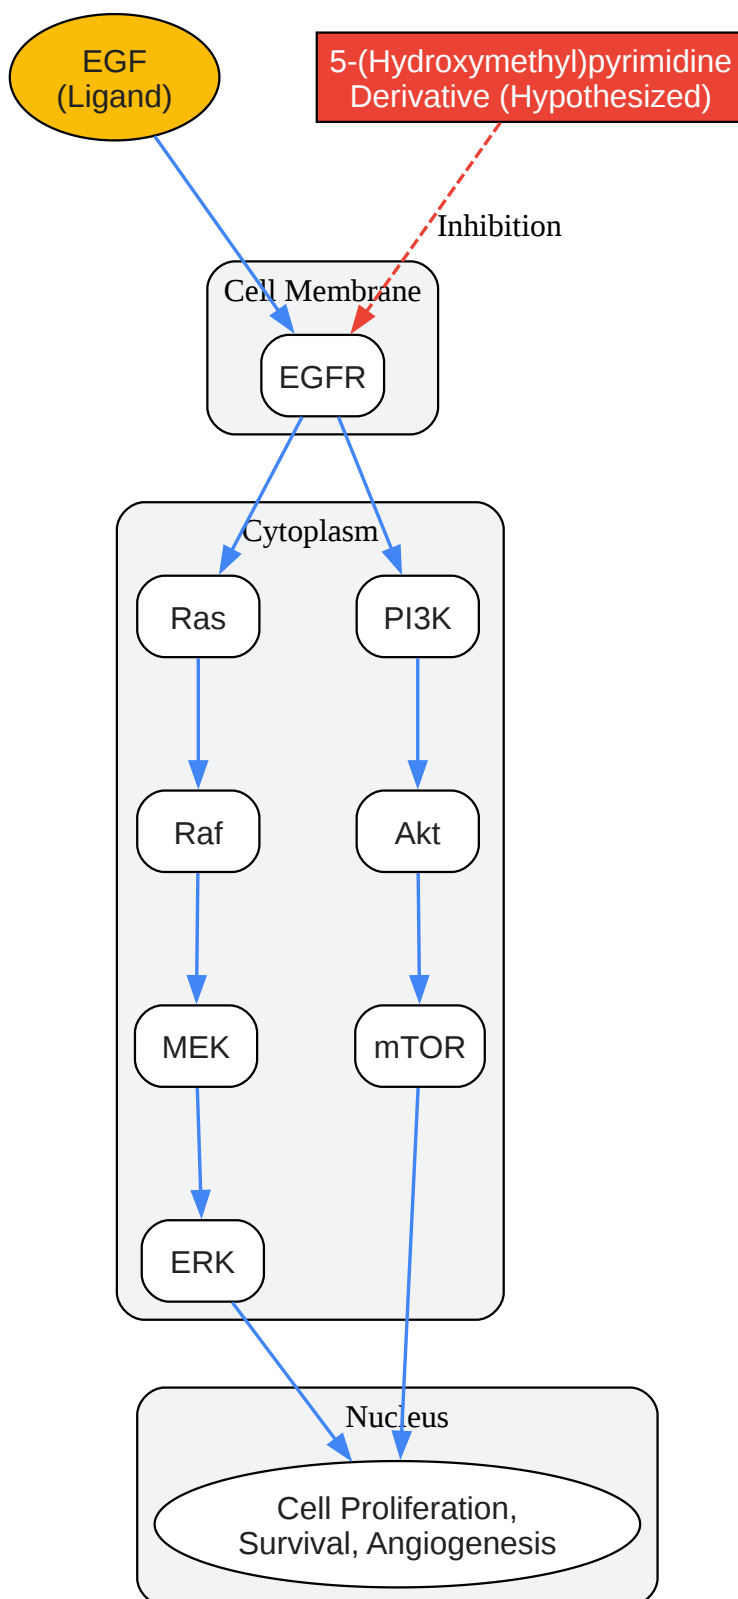 EGF
(Ligand)
5-(Hydroxymethyl)pyrimidine
Derivative (Hypothesized)
Inhibition
Cell Membrane
EGFR
Cytoplasm
Ras
PI3K
Raf
Akt
MEK
mTOR
ERK
Nucleus
Cell Proliferation,
Survival, Angiogenesis